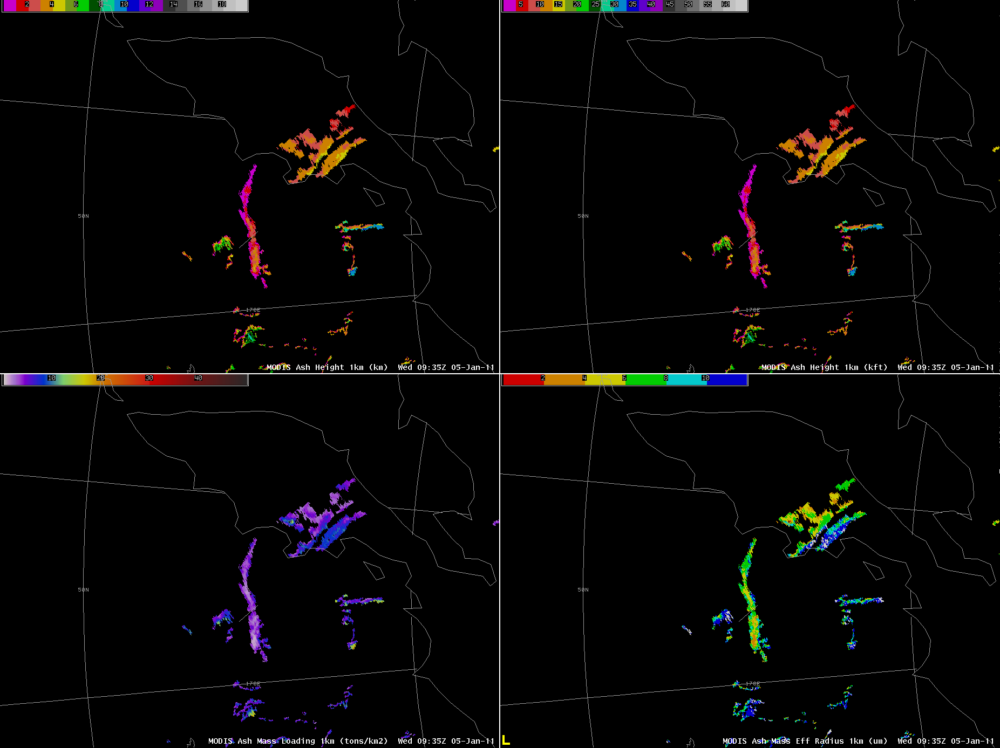 2 4 6 8 10 12 14 16 18
5 10 15 20 25 30 35 40 45 50 55 60
50N
50N
170E
170E
MODIS Ash Height 1km (km) Wed 09:35Z 05-Jan-11
MODIS Ash Height 1km (kft) Wed 09:35Z 05-Jan-11
10 20 30 40
2 4 6 8 10
50N
50N
170E
170E
MODIS Ash Mass Loading 1km (tons/km2) Wed 09:35Z 05-Jan-11
MODIS Ash Mass Eff Radius 1km (um) Wed 09:35Z 05-Jan-11